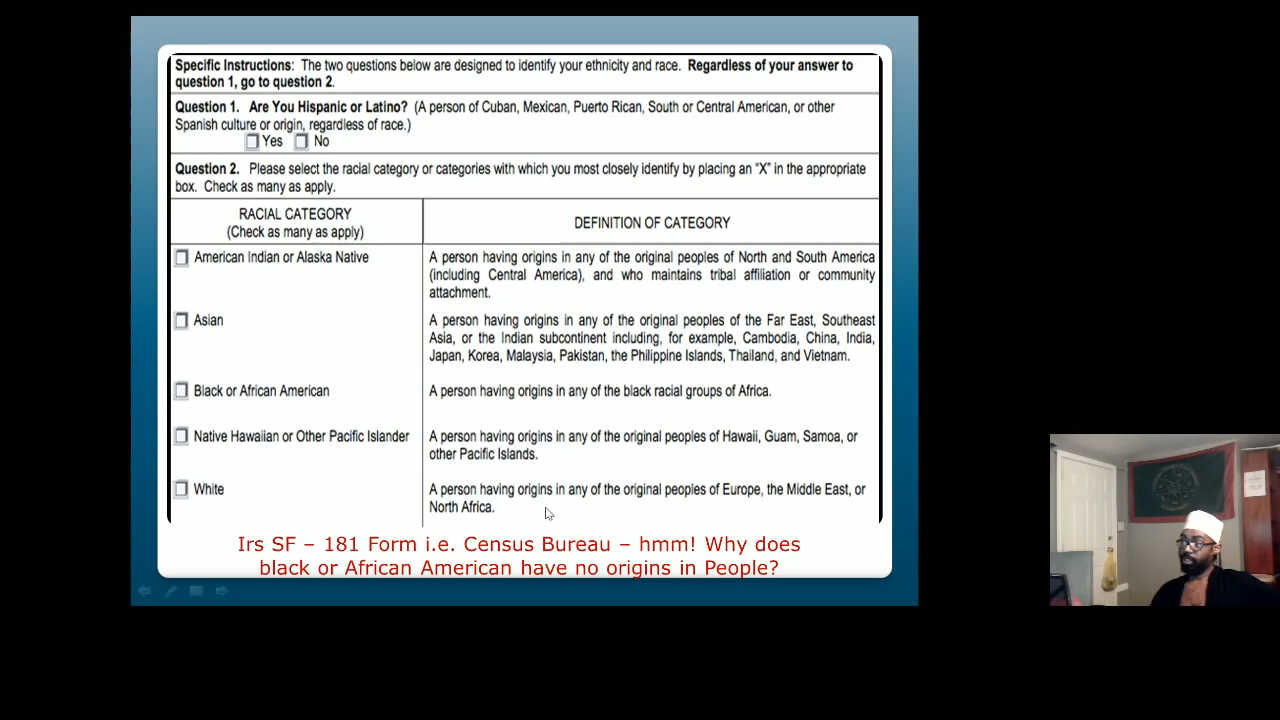 Specific Instructions: The two questions below are designed to identify your ethnicity and race. Regardless of your answer to
question 1, go to question 2.
Question 1. Are You Hispanic or Latino? (A person of Cuban, Mexican, Puerto Rican, South or Central American, or other
Spanish culture or origin, regardless of race.)
Yes No
Question 2. Please select the racial category or categories with which you most closely identify by placing an “X” in the appropriate
box. Check as many as apply.
RACIAL CATEGORY
(Check as many as apply)
DEFINITION OF CATEGORY
American Indian or Alaska Native
A person having origins in any of the original peoples of North and South America
(including Central America), and who maintains tribal affiliation or community
attachment.
Asian
A person having origins in any of the original peoples of the Far East, Southeast
Asia, or the Indian subcontinent including, for example, Cambodia, China, India,
Japan, Korea, Malaysia, Pakistan, the Philippine Islands, Thailand, and Vietnam.
Black or African American
A person having origins in any of the black racial groups of Africa.
Native Hawaiian or Other Pacific Islander
A person having origins in any of the original peoples of Hawaii, Guam, Samoa, or
other Pacific Islands.
White
A person having origins in any of the original peoples of Europe, the Middle East, or
North Africa.
Irs SF – 181 Form i.e. Census Bureau – hmm! Why does
black or African American have no origins in People?